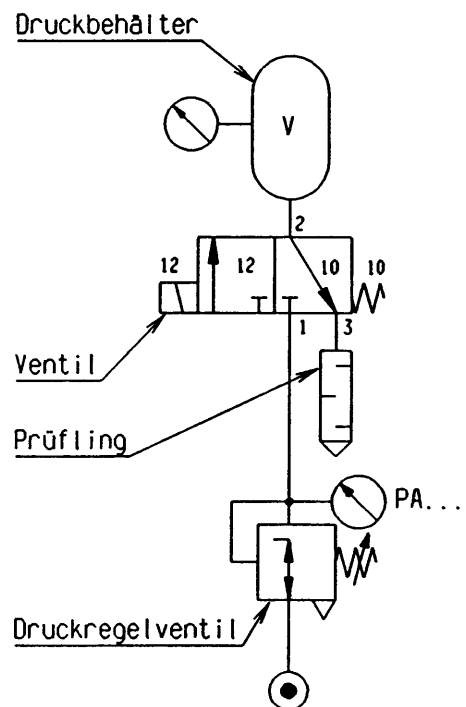 Druckbehälter
V
2
12
12
10
10
1
3
Ventil
Prüfling
PA...
Druckregelventil